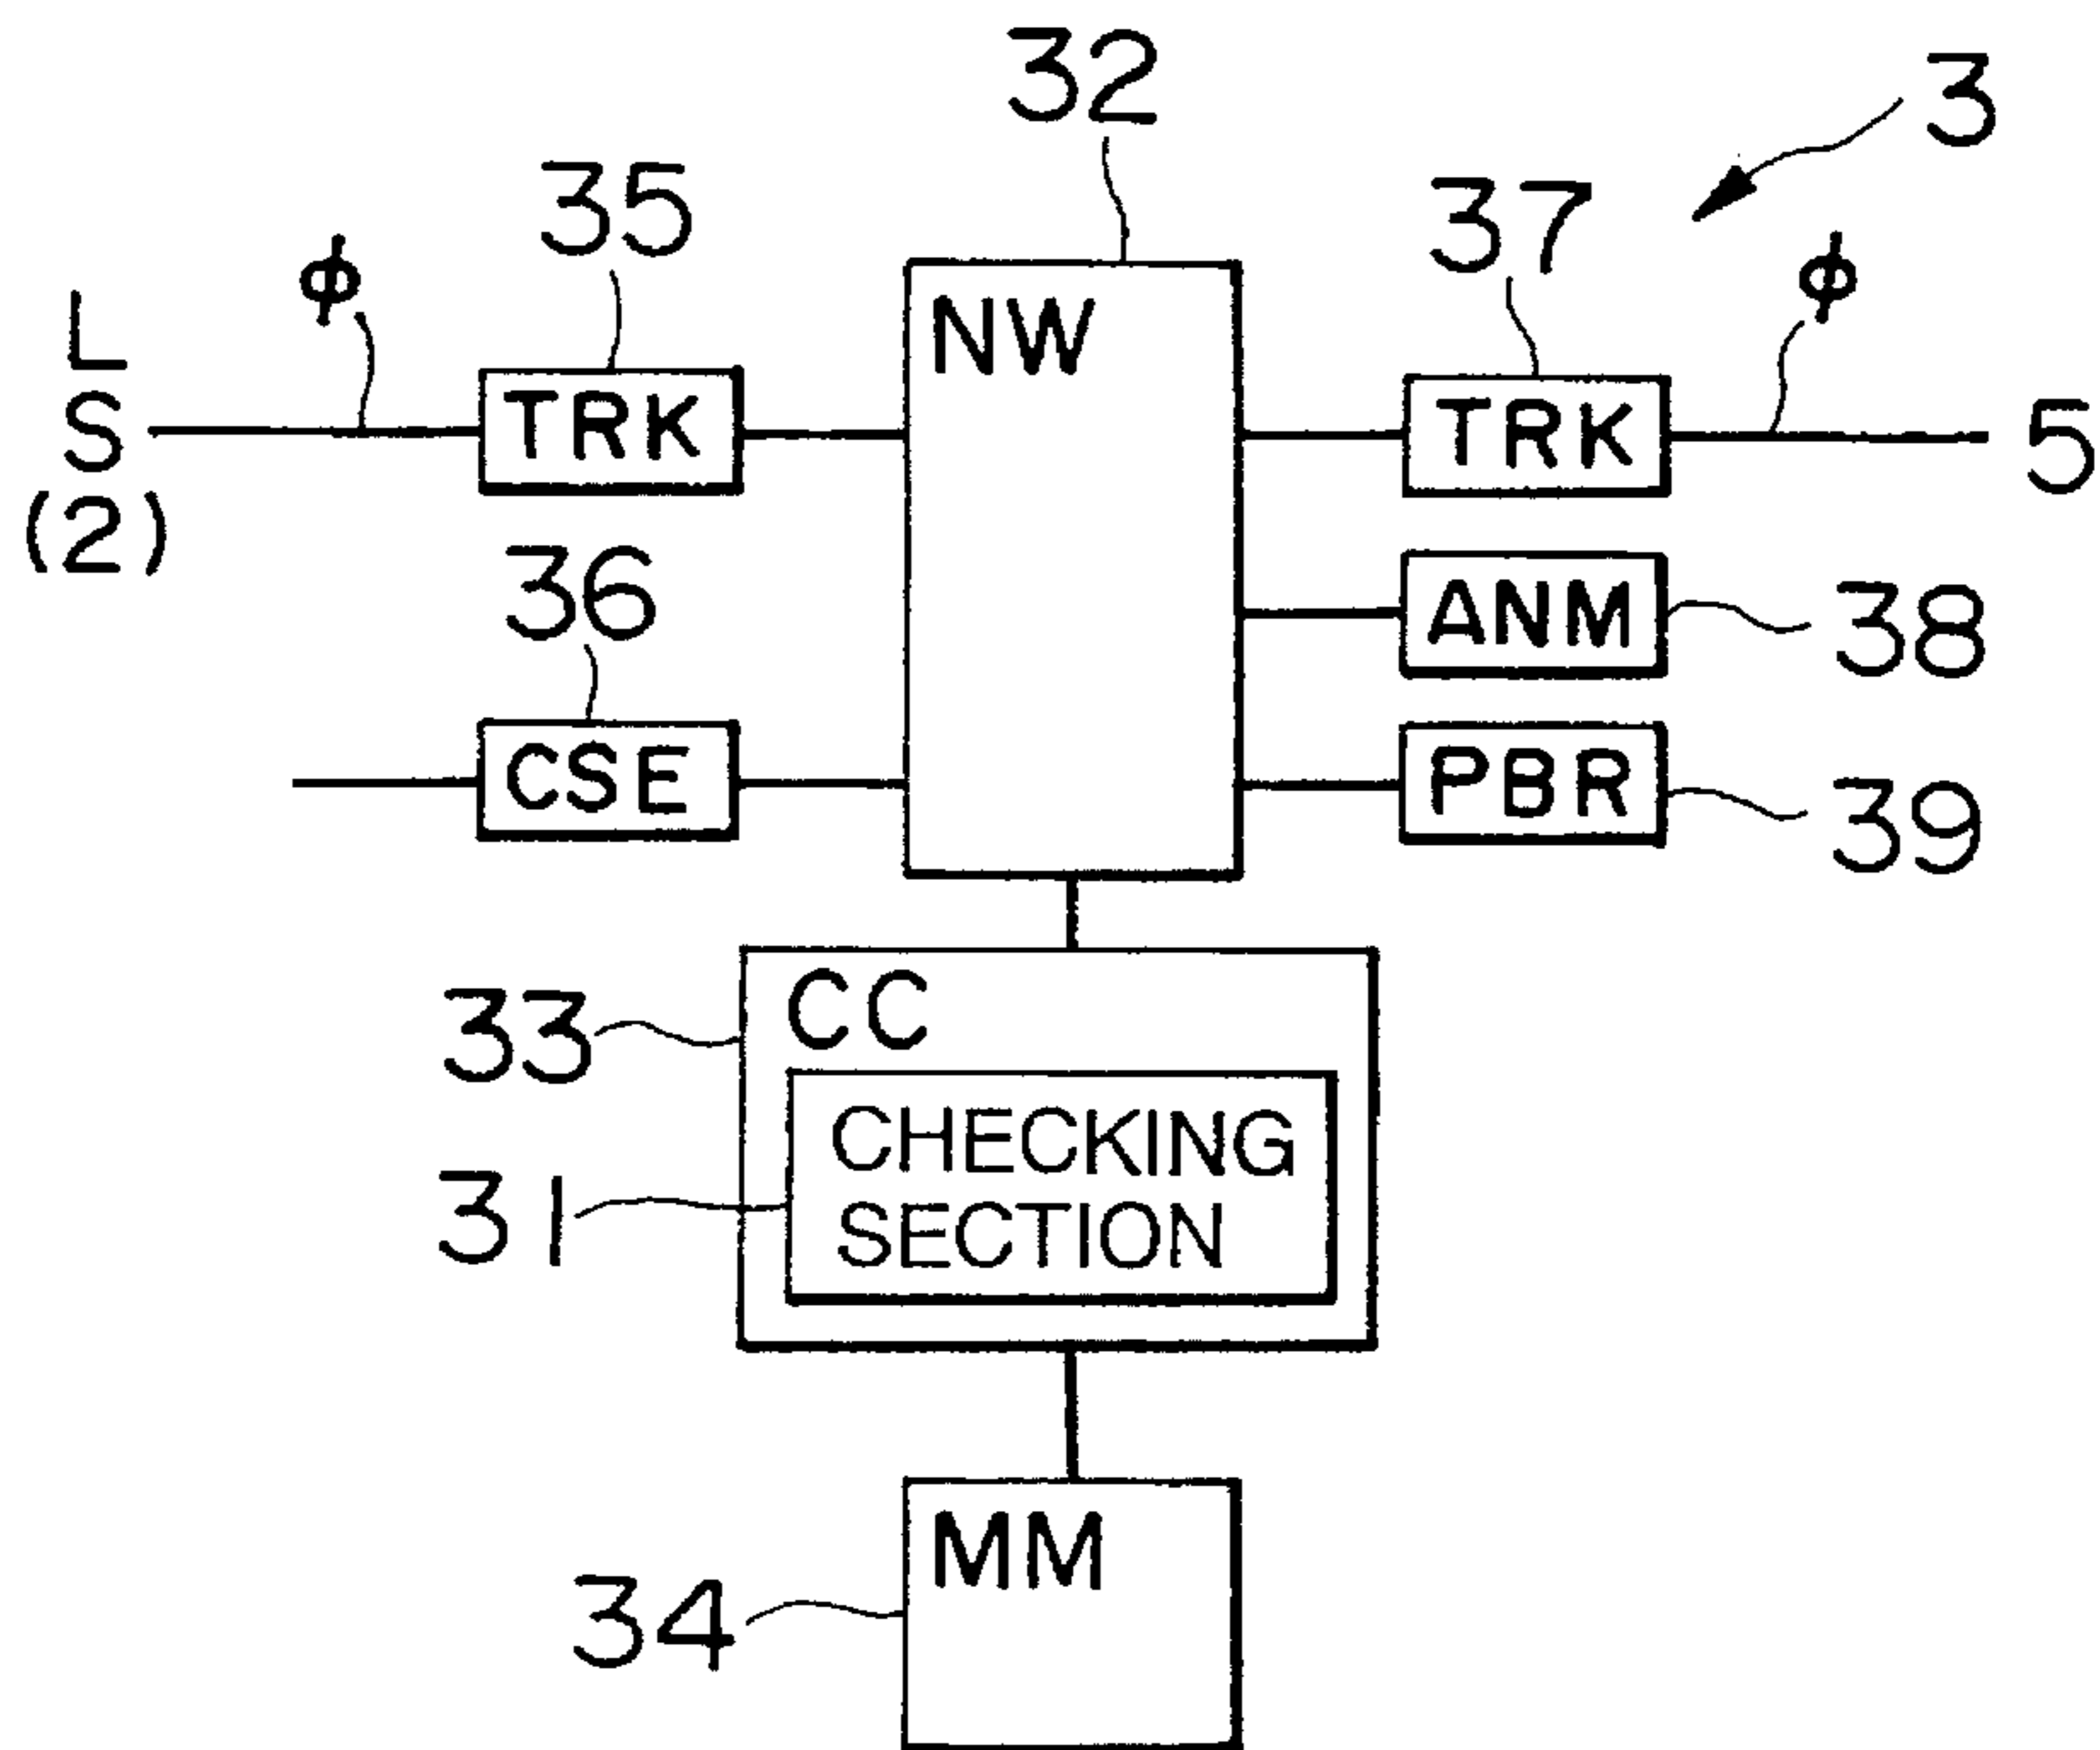 32
3
35
37
φ
φ
L
S
(2)
NW
TRK
TRK
5
36
ANM
38
CSE
PBR
39
CC
33
CHECKING
SECTION
31
MM
34